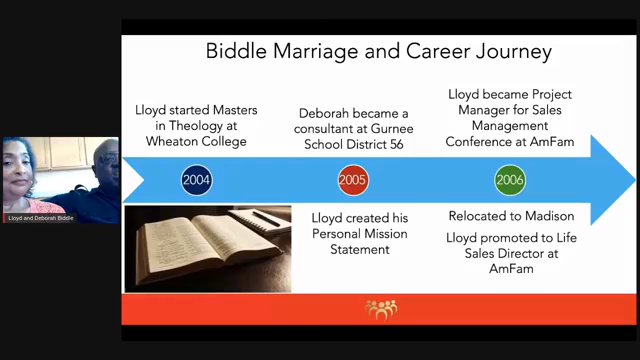 Biddle Marriage and Career Journey
Lloyd started Masters
in Theology at
Wheaton College
Deborah became a
consultant at Gurnee
School District 56
Lloyd became Project
Manager for Sales
Management
Conference at AmFam
2004
2005
2006
Lloyd created his
Personal Mission
Statement
Relocated to Madison
Lloyd promoted to Life
Sales Director at
AmFam
Lloyd and Deborah Biddle